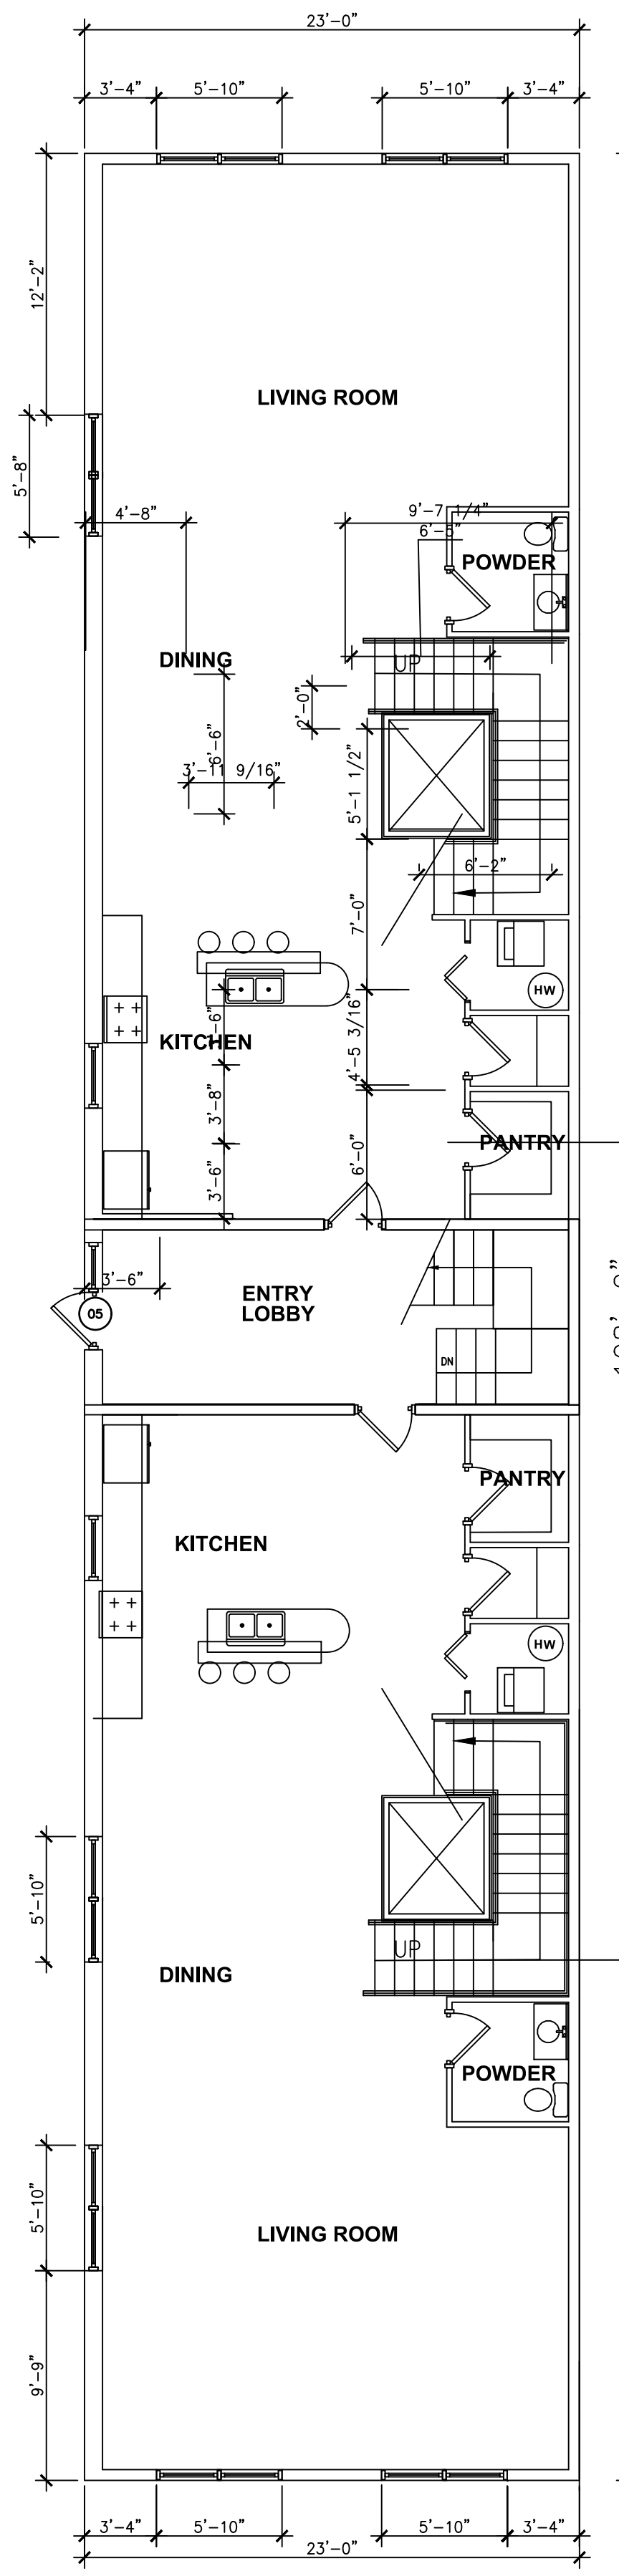 23'-0"
3'-4"
5'-10"
5'-10"
3'-4"
12'-2"
LIVING ROOM
5'-8"
4'-8"
9'-7 1/4"
6'-5"
POWDER
DINING
UP
2'-0"
6'-6"
3'-11 9/16"
5'-1 1/2"
6'-2"
7'-0"
HW
4'-5 3/16"
KITCHEN
3'-8"
PANTRY
6'-0"
3'-6"
3'-6"
ENTRY
LOBBY
05
DN
PANTRY
KITCHEN
HW
5'-10"
UP
DINING
POWDER
5'-10"
LIVING ROOM
9'-9"
3'-4"
5'-10"
5'-10"
3'-4"
23'-0"